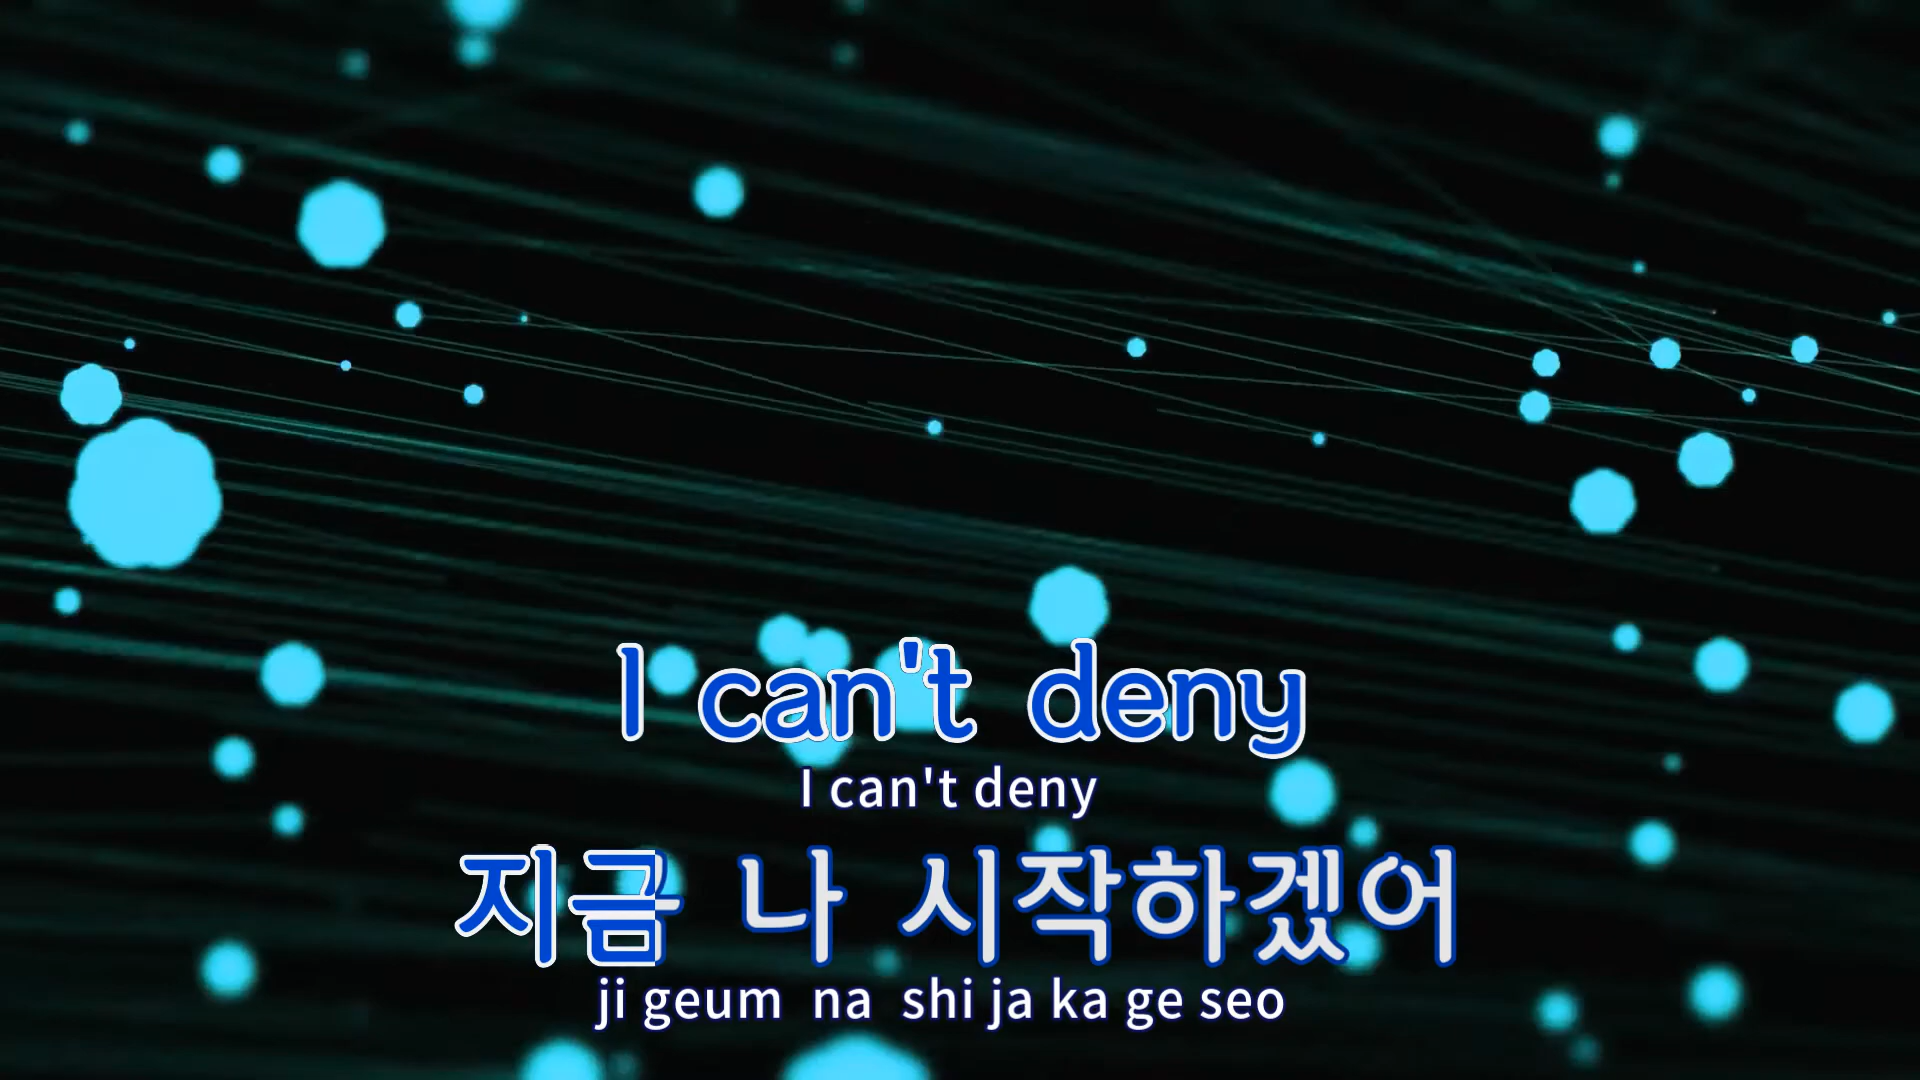 I can't deny
I can't deny
지금 나 시작하겠어
ji geum na shi ja ka ge seo